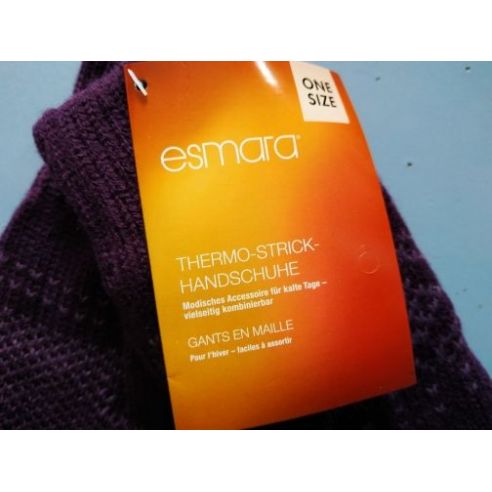 ONE
SIZE
esmara®
THERMO-STRICK-
HANDSCHUHE
Modisches Accessoire für kalte Tage –
vielseitig kombinierbar
GANTS EN MAILLE
Pour l'hiver – faciles à assortir